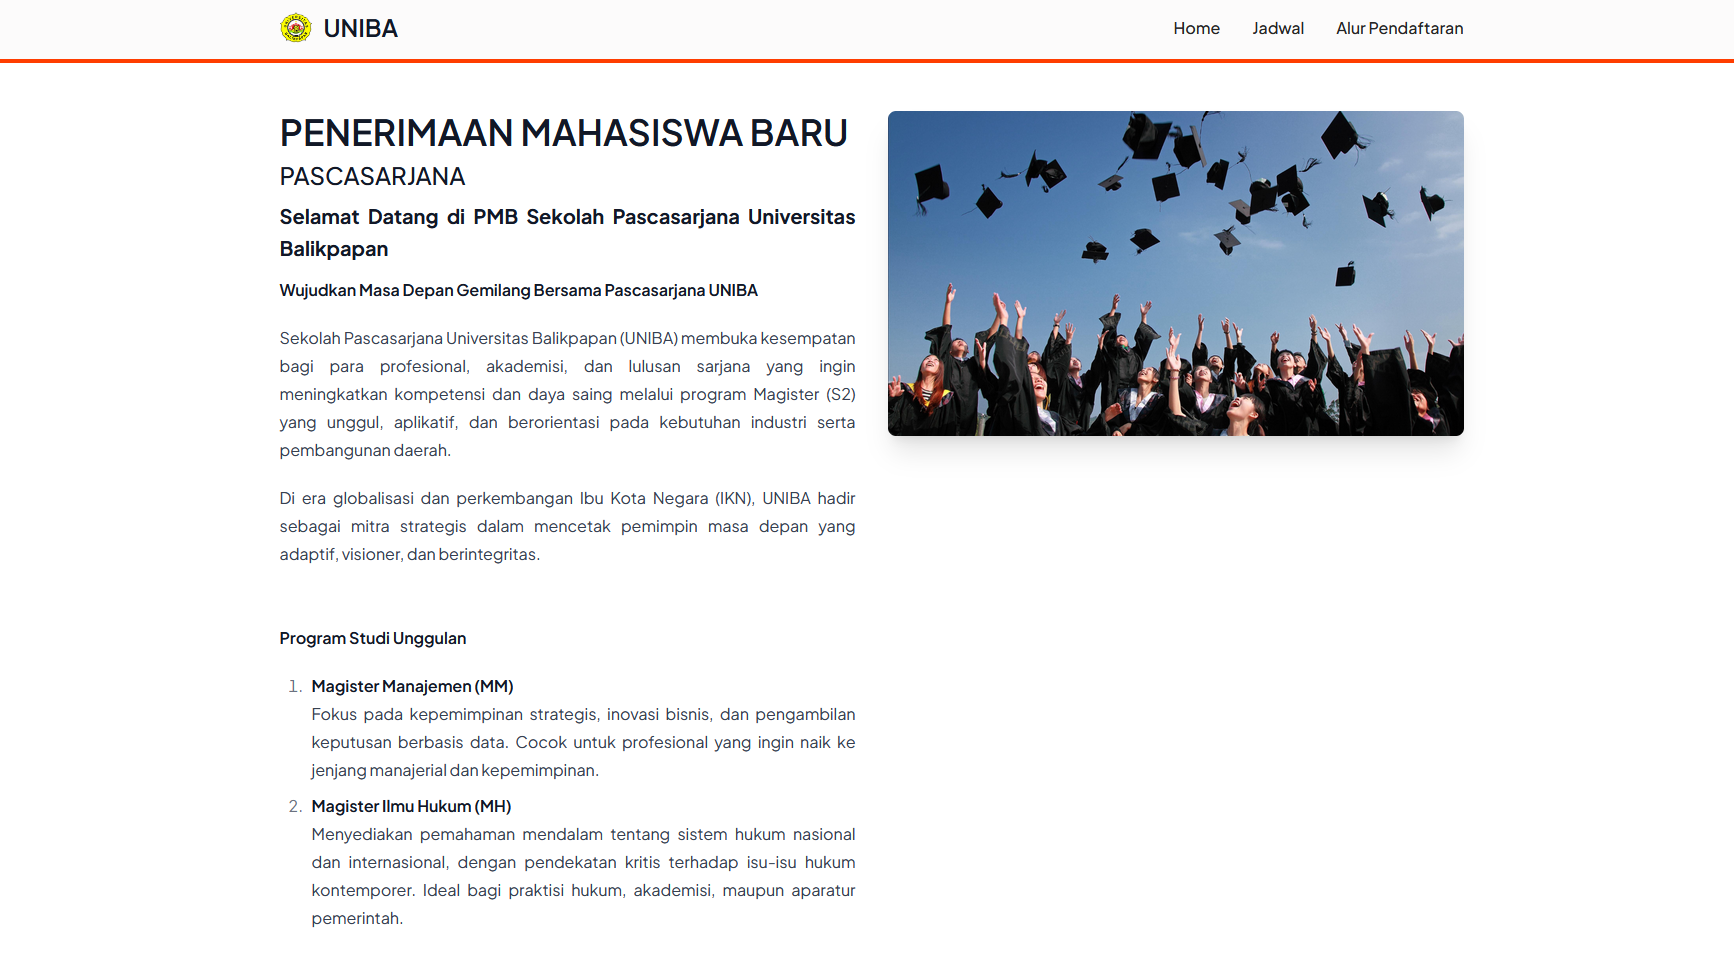 UNIBA
Home
Jadwal
Alur Pendaftaran
PENERIMAAN MAHASISWA BARU
PASCASARJANA
Selamat Datang di PMB Sekolah Pascasarjana Universitas
Balikpapan
Wujudkan Masa Depan Gemilang Bersama Pascasarjana UNIBA
Sekolah Pascasarjana Universitas Balikpapan (UNIBA) membuka kesempatan
bagi para profesional, akademisi, dan lulusan sarjana yang ingin
meningkatkan kompetensi dan daya saing melalui program Magister (S2)
yang unggul, aplikatif, dan berorientasi pada kebutuhan industri serta
pembangunan daerah.
Di era globalisasi dan perkembangan Ibu Kota Negara (IKN), UNIBA hadir
sebagai mitra strategis dalam mencetak pemimpin masa depan yang
adaptif, visioner, dan berintegritas.
Program Studi Unggulan
1. Magister Manajemen (MM)
Fokus pada kepemimpinan strategis, inovasi bisnis, dan pengambilan
keputusan berbasis data. Cocok untuk profesional yang ingin naik ke
jenjang manajerial dan kepemimpinan.
2. Magister Ilmu Hukum (MH)
Menyediakan pemahaman mendalam tentang sistem hukum nasional
dan internasional, dengan pendekatan kritis terhadap isu-isu hukum
kontemporer. Ideal bagi praktisi hukum, akademisi, maupun aparatur
pemerintah.